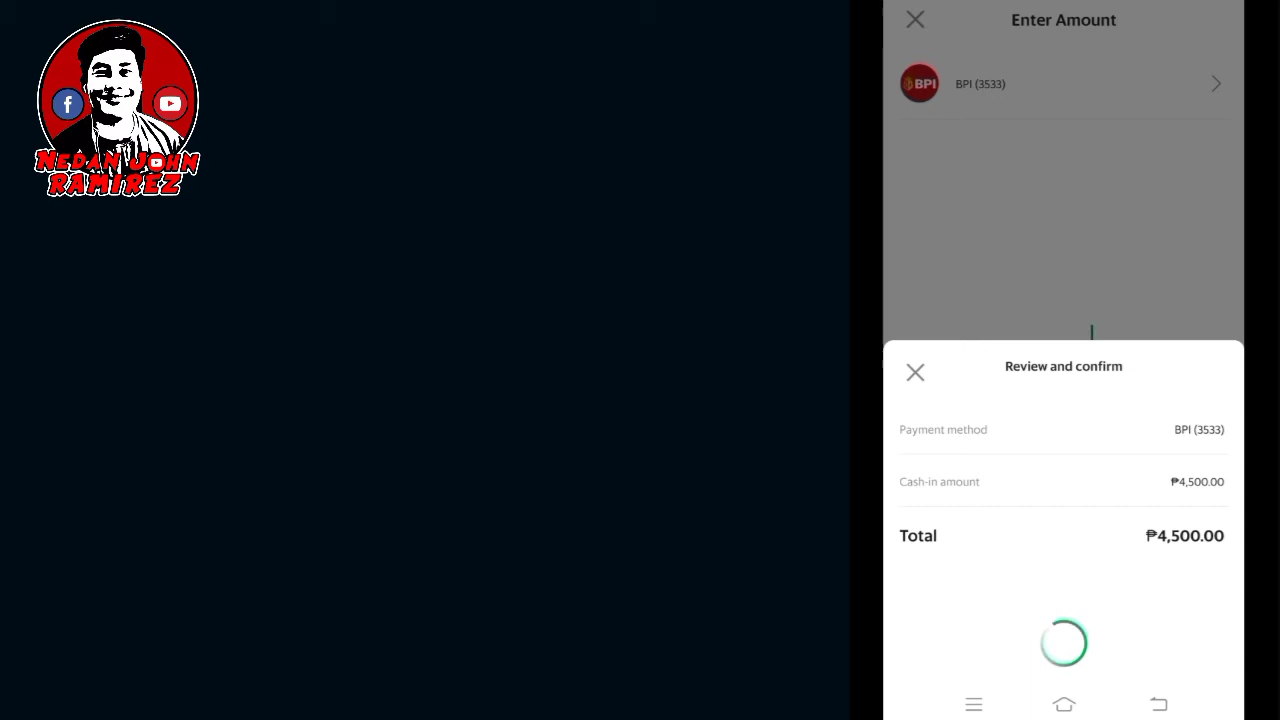 NEDAN JOHN
RAMIREZ
Enter Amount
BPI
BPI (3533)
Review and confirm
Payment method BPI (3533)
Cash-in amount ₱4,500.00
Total ₱4,500.00